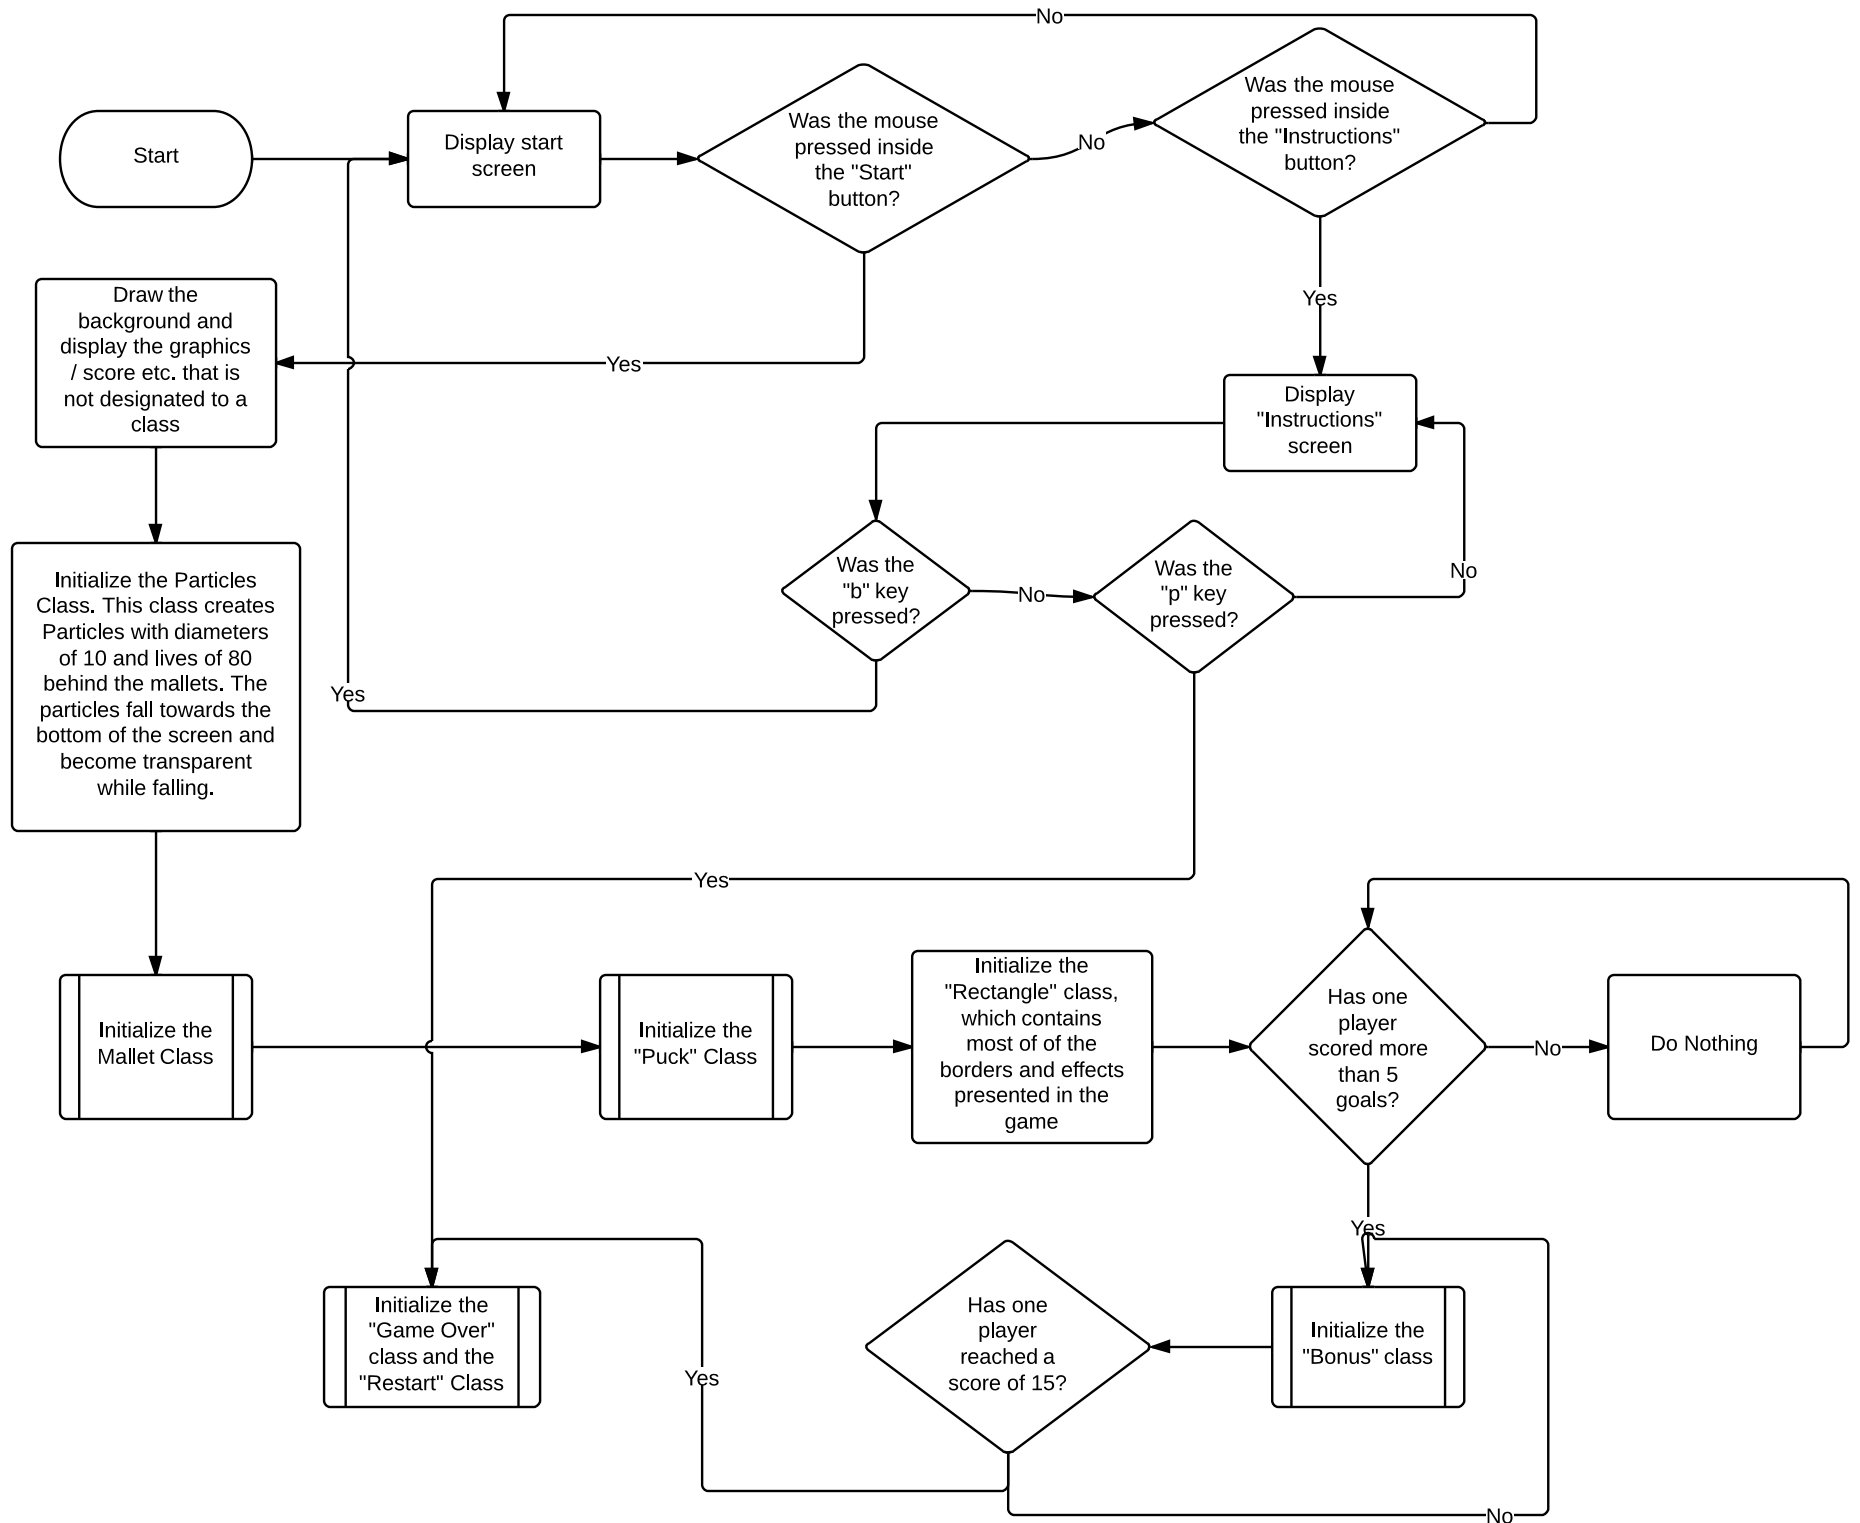 No
Start
Display start
screen
Was the mouse
pressed inside
the "Start"
button?
No
Was the mouse
pressed inside
the "Instructions"
button?
Yes
Draw the
background and
display the graphics
/ score etc. that is
not designated to a
class
Yes
Display
"Instructions"
screen
Was the
"b" key
pressed?
No
Was the
"p" key
pressed?
No
Yes
Initialize the Particles
Class. This class creates
Particles with diameters
of 10 and lives of 80
behind the mallets. The
particles fall towards the
bottom of the screen and
become transparent
while falling.
Yes
Initialize the
Mallet Class
Initialize the
"Puck" Class
Initialize the
"Rectangle" class,
which contains
most of of the
borders and effects
presented in the
game
Has one
player
scored more
than 5
goals?
No
Do Nothing
Yes
Initialize the
"Game Over"
class and the
"Restart" Class
Yes
Has one
player
reached a
score of 15?
Initialize the
"Bonus" class
No